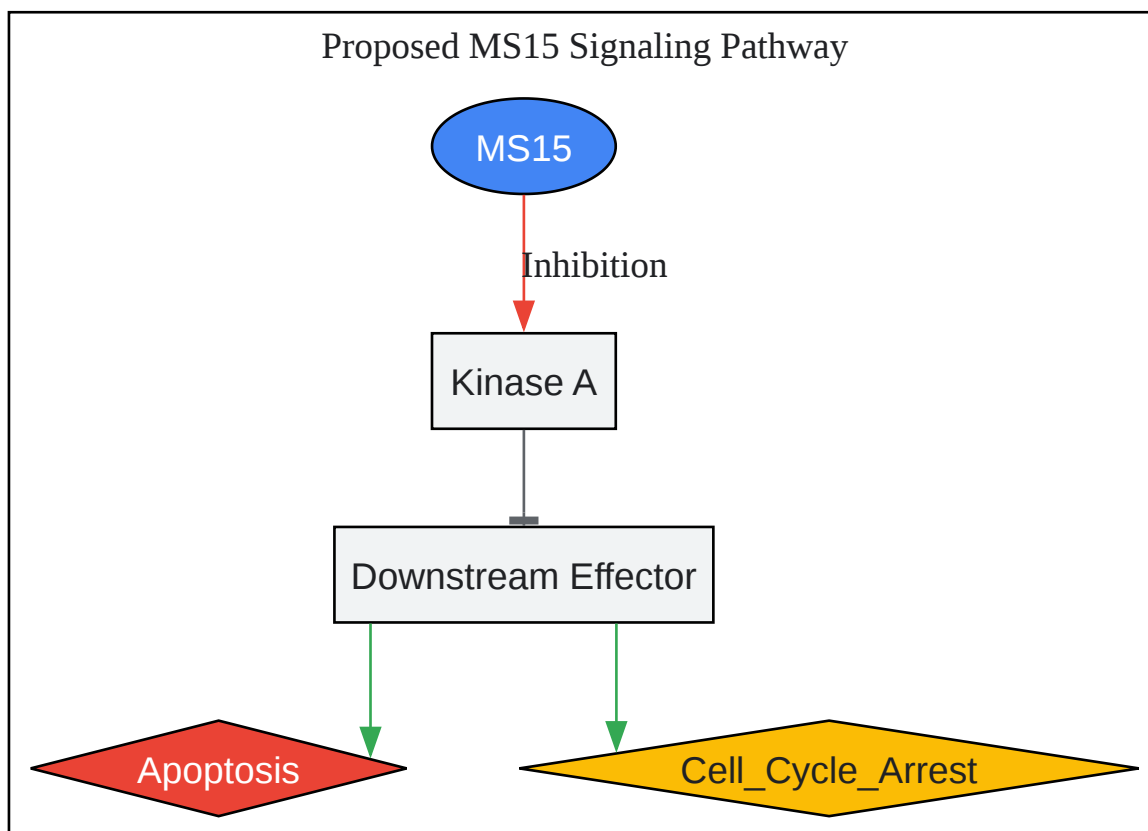 Proposed MS15 Signaling Pathway
MS15
Inhibition
Kinase A
Downstream Effector
Apoptosis
Cell_Cycle_Arrest